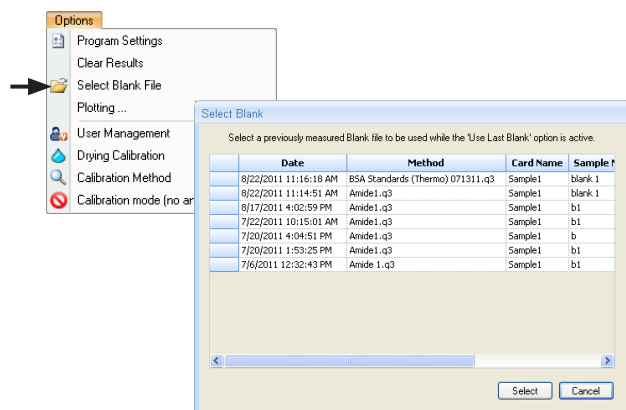 Options
Program Settings
Clear Results
Select Blank File
Plotting ...
User Management
Drying Calibration
Calibration Method
Calibration mode (no
Select Blank
Select a previously measured Blank file to be used while the 'Use Last Blank' option is active.
Date Method Card Name Sample
8/22/2011 11:16:18 AM BSA Standards (Thermo) 071311.q3 Sample1 blank 1
8/22/2011 11:14:51 AM Amide1.q3 Sample1 blank 1
8/17/2011 4:02:59 PM Amide1.q3 Sample1 b1
7/22/2011 10:15:01 AM Amide1.q3 Sample1 b1
7/20/2011 4:04:51 PM Amide1.q3 Sample1 b
7/20/2011 1:53:25 PM Amide1.q3 Sample1 b1
7/6/2011 12:32:43 PM Amide 1.q3 Sample1 b1
Select Cancel